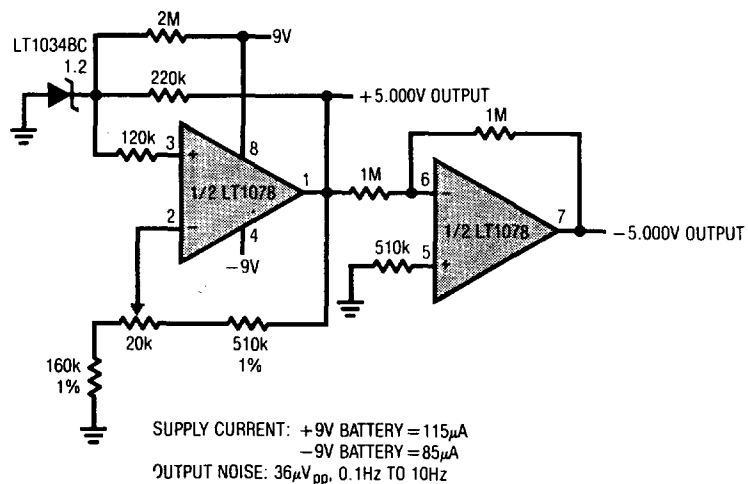 2M
LT1034BC
9V
1.2
220k
+5.000V OUTPUT
120k
3
+
8
1M
1/2 LT1078
1
1M
6
−
2
−
4
1/2 LT1078
7
−5.000V OUTPUT
510k
5
+
−9V
20k
510k
1%
160k
1%
SUPPLY CURRENT: +9V BATTERY = 115µA
−9V BATTERY = 85µA
OUTPUT NOISE: 36µVpp, 0.1Hz TO 10Hz